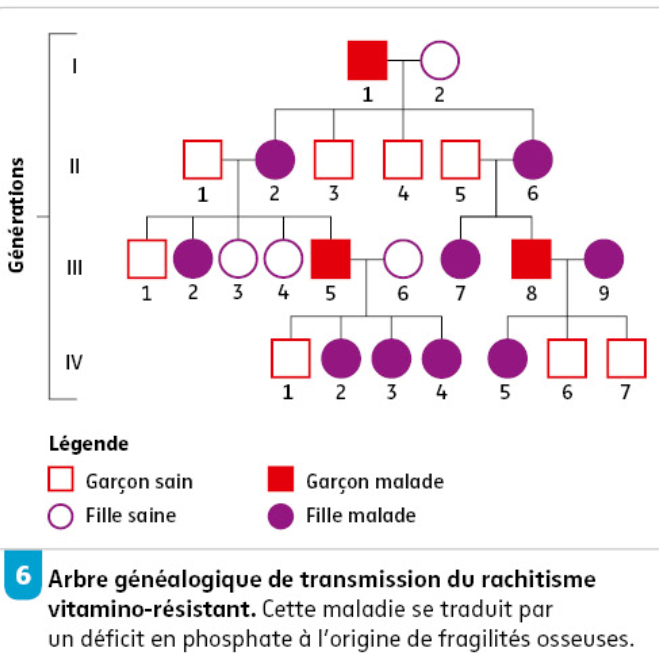 Générations
I
1 2
II
1 2 3 4 5 6
III
1 2 3 4 5 6 7 8 9
IV
1 2 3 4 5 6 7
Légende
Garçon sain
Garçon malade
Fille saine
Fille malade
6 Arbre généalogique de transmission du rachitisme
vitamino-résistant. Cette maladie se traduit par
un déficit en phosphate à l'origine de fragilités osseuses.